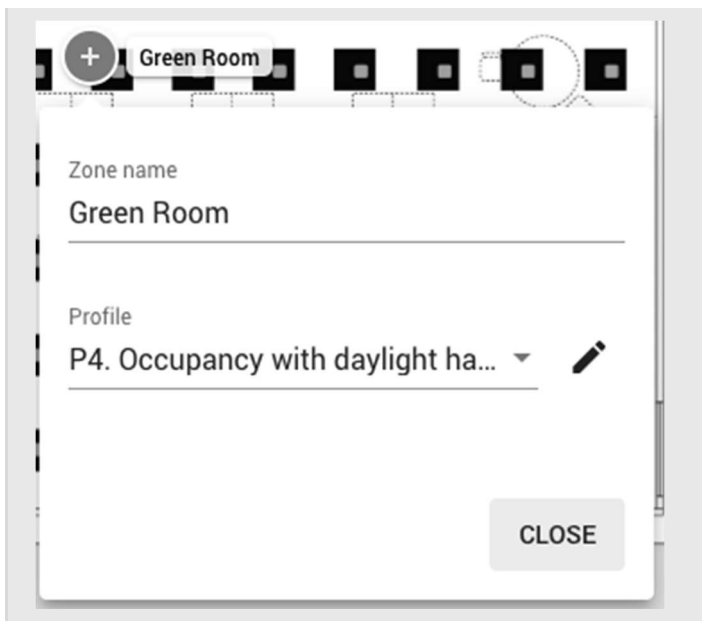 Green Room
Zone name
Green Room
Profile
P4. Occupancy with daylight ha...
CLOSE